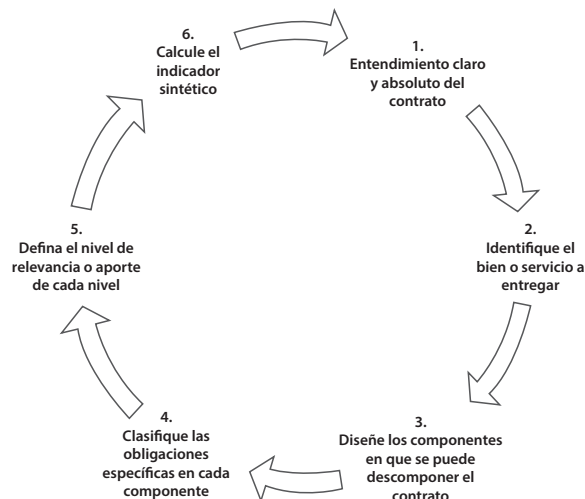 1.
Entendimiento claro
y absoluto del
contrato
2.
Identifique el
bien o servicio a
entregar
3.
Diseñe los componentes
en que se puede
descomponer el
contrato
4.
Clasifique las
obligaciones
específicas en cada
componente
5.
Defina el nivel de
relevancia o aporte
de cada nivel
6.
Calcule el
indicador
sintético